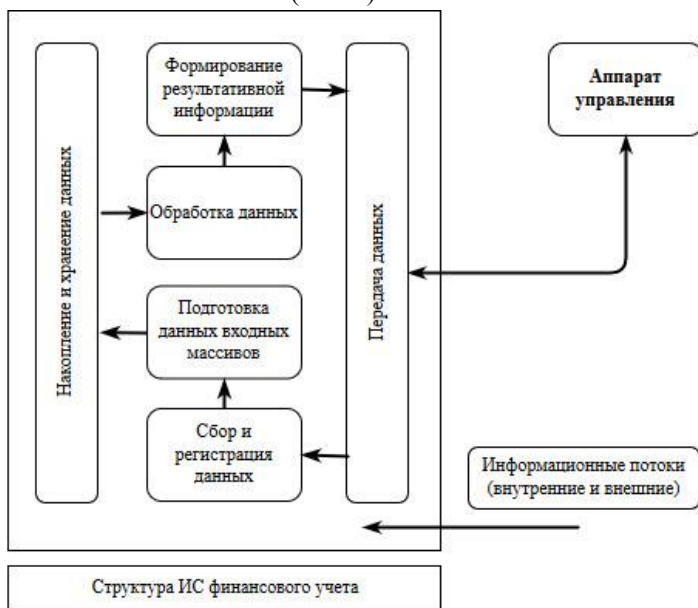 Формирование
результативной
информации
Аппарат
управления
Накопление и хранение данных
Обработка данных
Передача данных
Подготовка
данных входных
массивов
Сбор и
регистрация
данных
Информационные потоки
(внутренние и внешние)
Структура ИС финансового учета